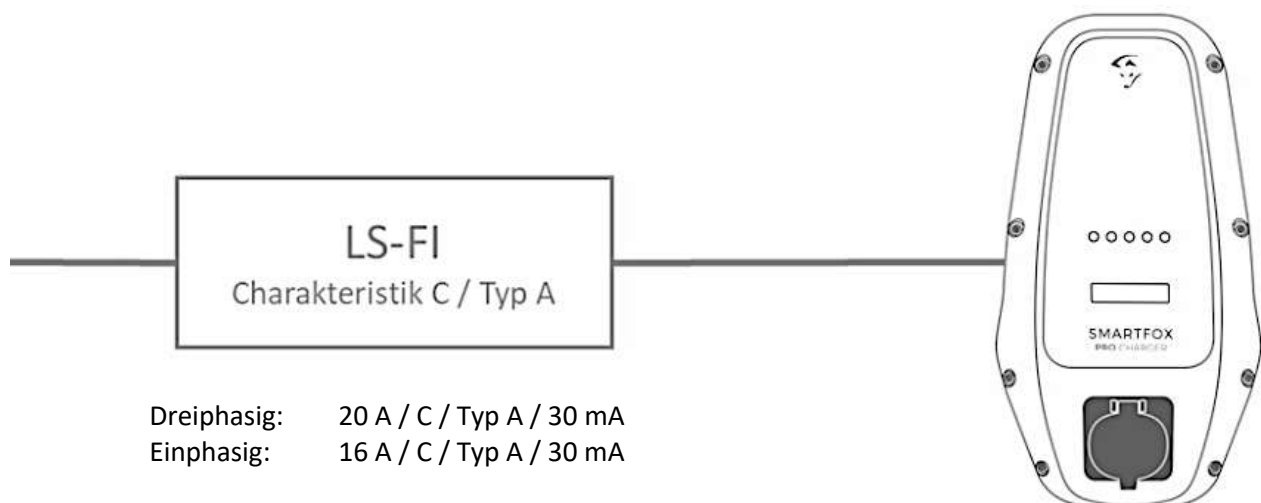 LS-FI
Charakteristik C / Typ A
SMARTFOX
PRO CHARGER
Dreiphasig: 20 A / C / Typ A / 30 mA
Einphasig: 16 A / C / Typ A / 30 mA